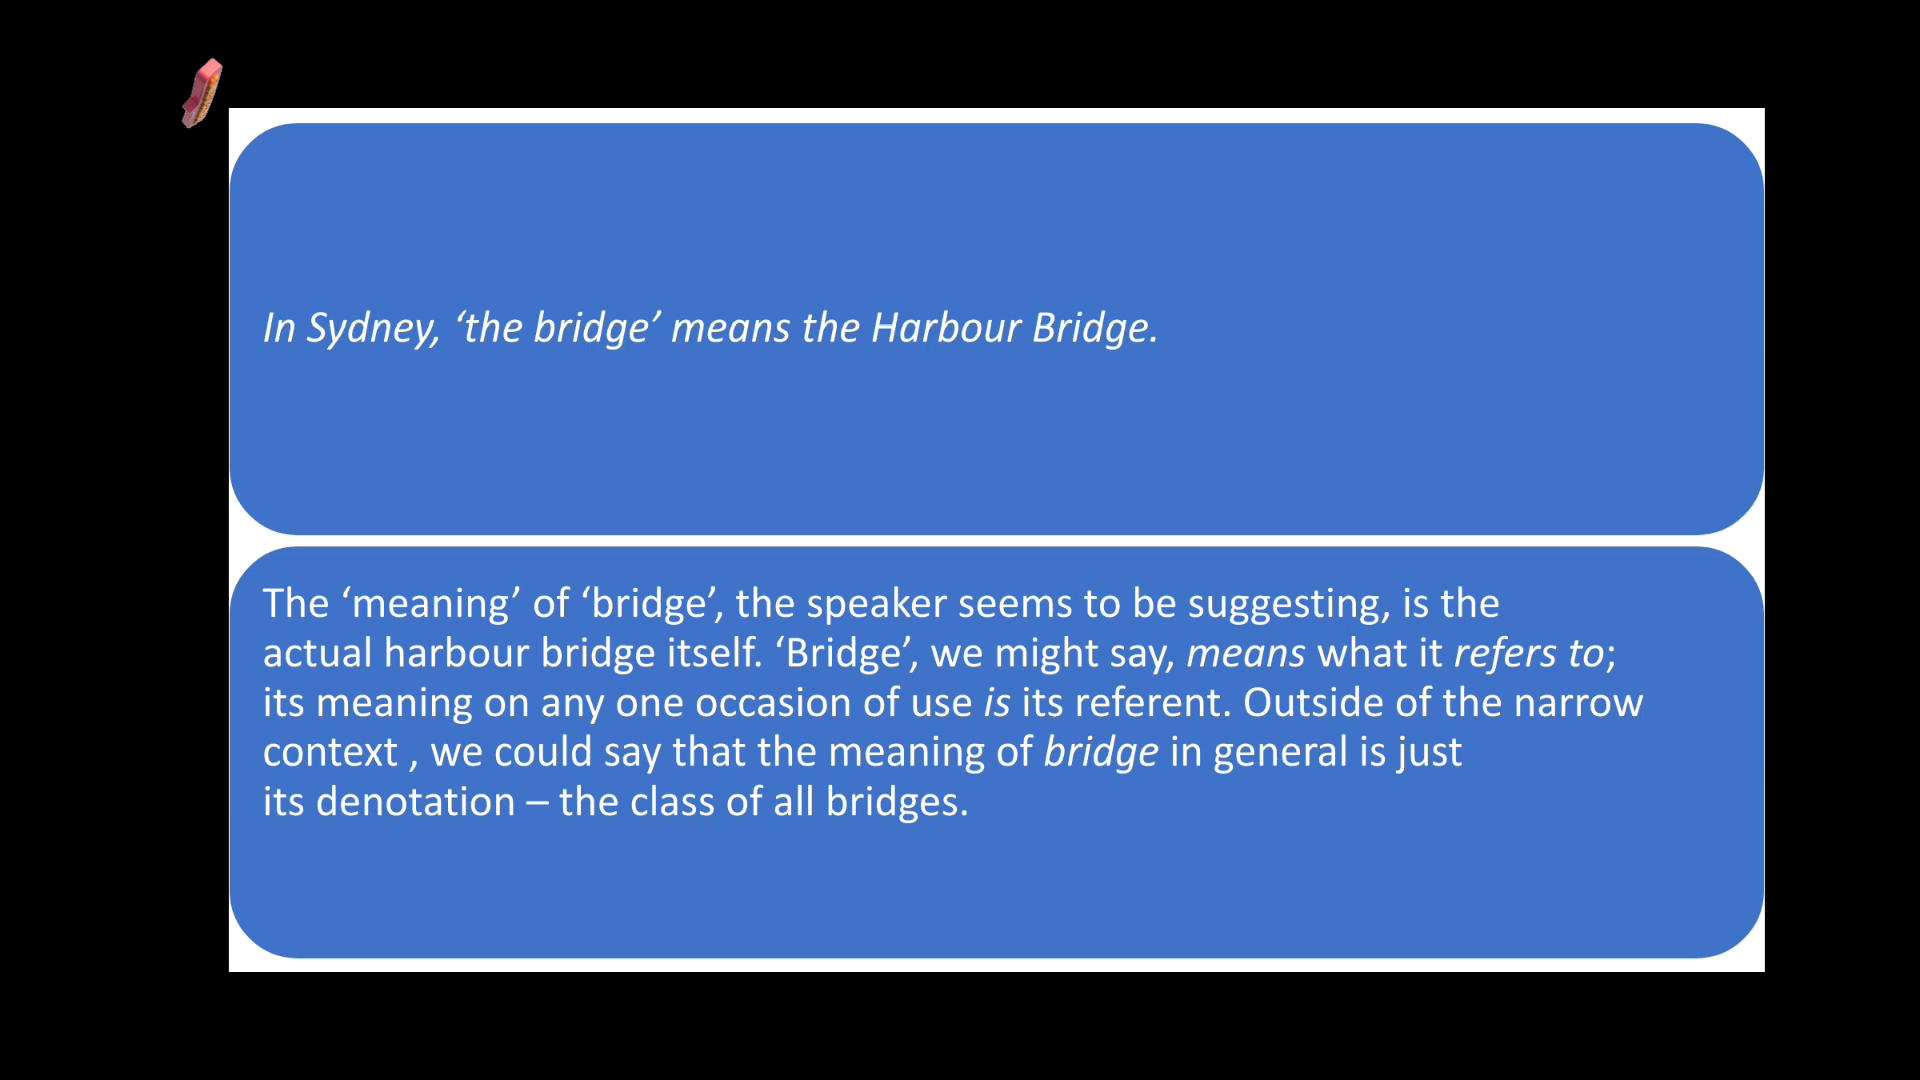 In Sydney, ‘the bridge’ means the Harbour Bridge.
The ‘meaning’ of ‘bridge’, the speaker seems to be suggesting, is the
actual harbour bridge itself. ‘Bridge’, we might say, means what it refers to;
its meaning on any one occasion of use is its referent. Outside of the narrow
context , we could say that the meaning of bridge in general is just
its denotation – the class of all bridges.